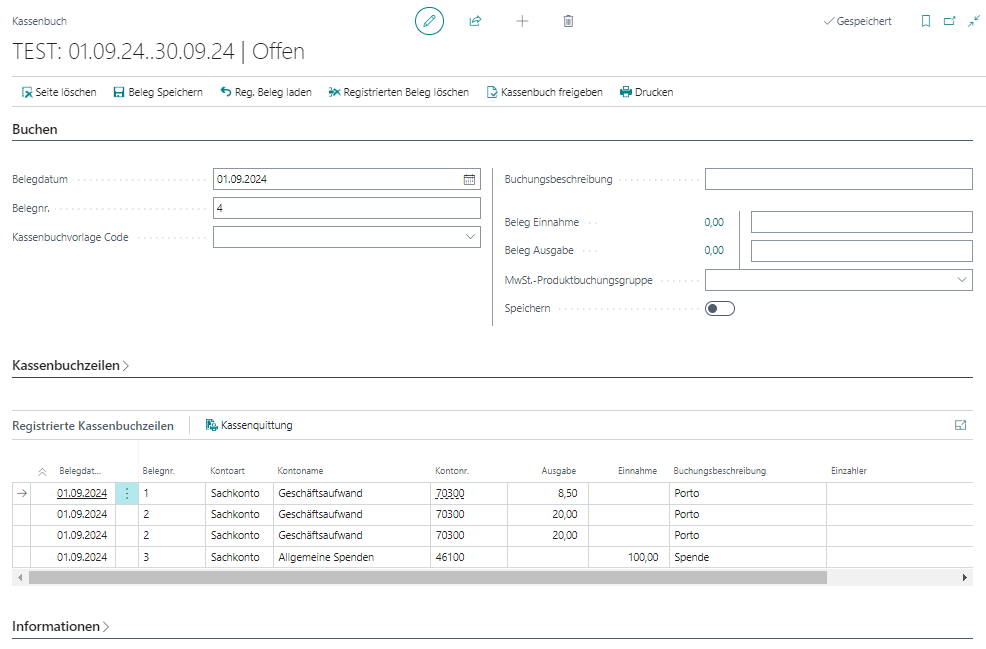 Kassenbuch
Gespeichert
TEST: 01.09.24..30.09.24 | Offen
Seite löschen Beleg Speichern Reg. Beleg laden Registrierten Beleg löschen Kassenbuch freigeben Drucken
Buchen
Belegdatum 01.09.2024
Belegnr. 4
Kassenbuchvorlage Code
Buchungsbeschreibung
Beleg Einnahme 0,00
Beleg Ausgabe 0,00
MwSt.-Produktbuchungsgruppe
Speichern
Kassenbuchzeilen
Registrierte Kassenbuchzeilen Kassenquittung
Belegdat... Belegnr. Kontoart Kontoname Kontonr. Ausgabe Einnahme Buchungsbeschreibung Einzahler
01.09.2024 1 Sachkonto Geschäftsaufwand 70300 8,50 Porto
01.09.2024 2 Sachkonto Geschäftsaufwand 70300 20,00 Porto
01.09.2024 2 Sachkonto Geschäftsaufwand 70300 20,00 Porto
01.09.2024 3 Sachkonto Allgemeine Spenden 46100 100,00 Spende
Informationen